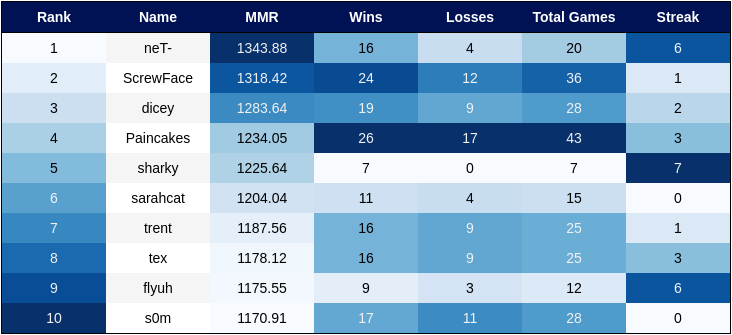 Rank Name MMR Wins Losses Total Games Streak
1 neT- 1343.88 16 4 20 6
2 ScrewFace 1318.42 24 12 36 1
3 dicey 1283.64 19 9 28 2
4 Paincakes 1234.05 26 17 43 3
5 sharky 1225.64 7 0 7 7
6 sarahcat 1204.04 11 4 15 0
7 trent 1187.56 16 9 25 1
8 tex 1178.12 16 9 25 3
9 flyuh 1175.55 9 3 12 6
10 s0m 1170.91 17 11 28 0